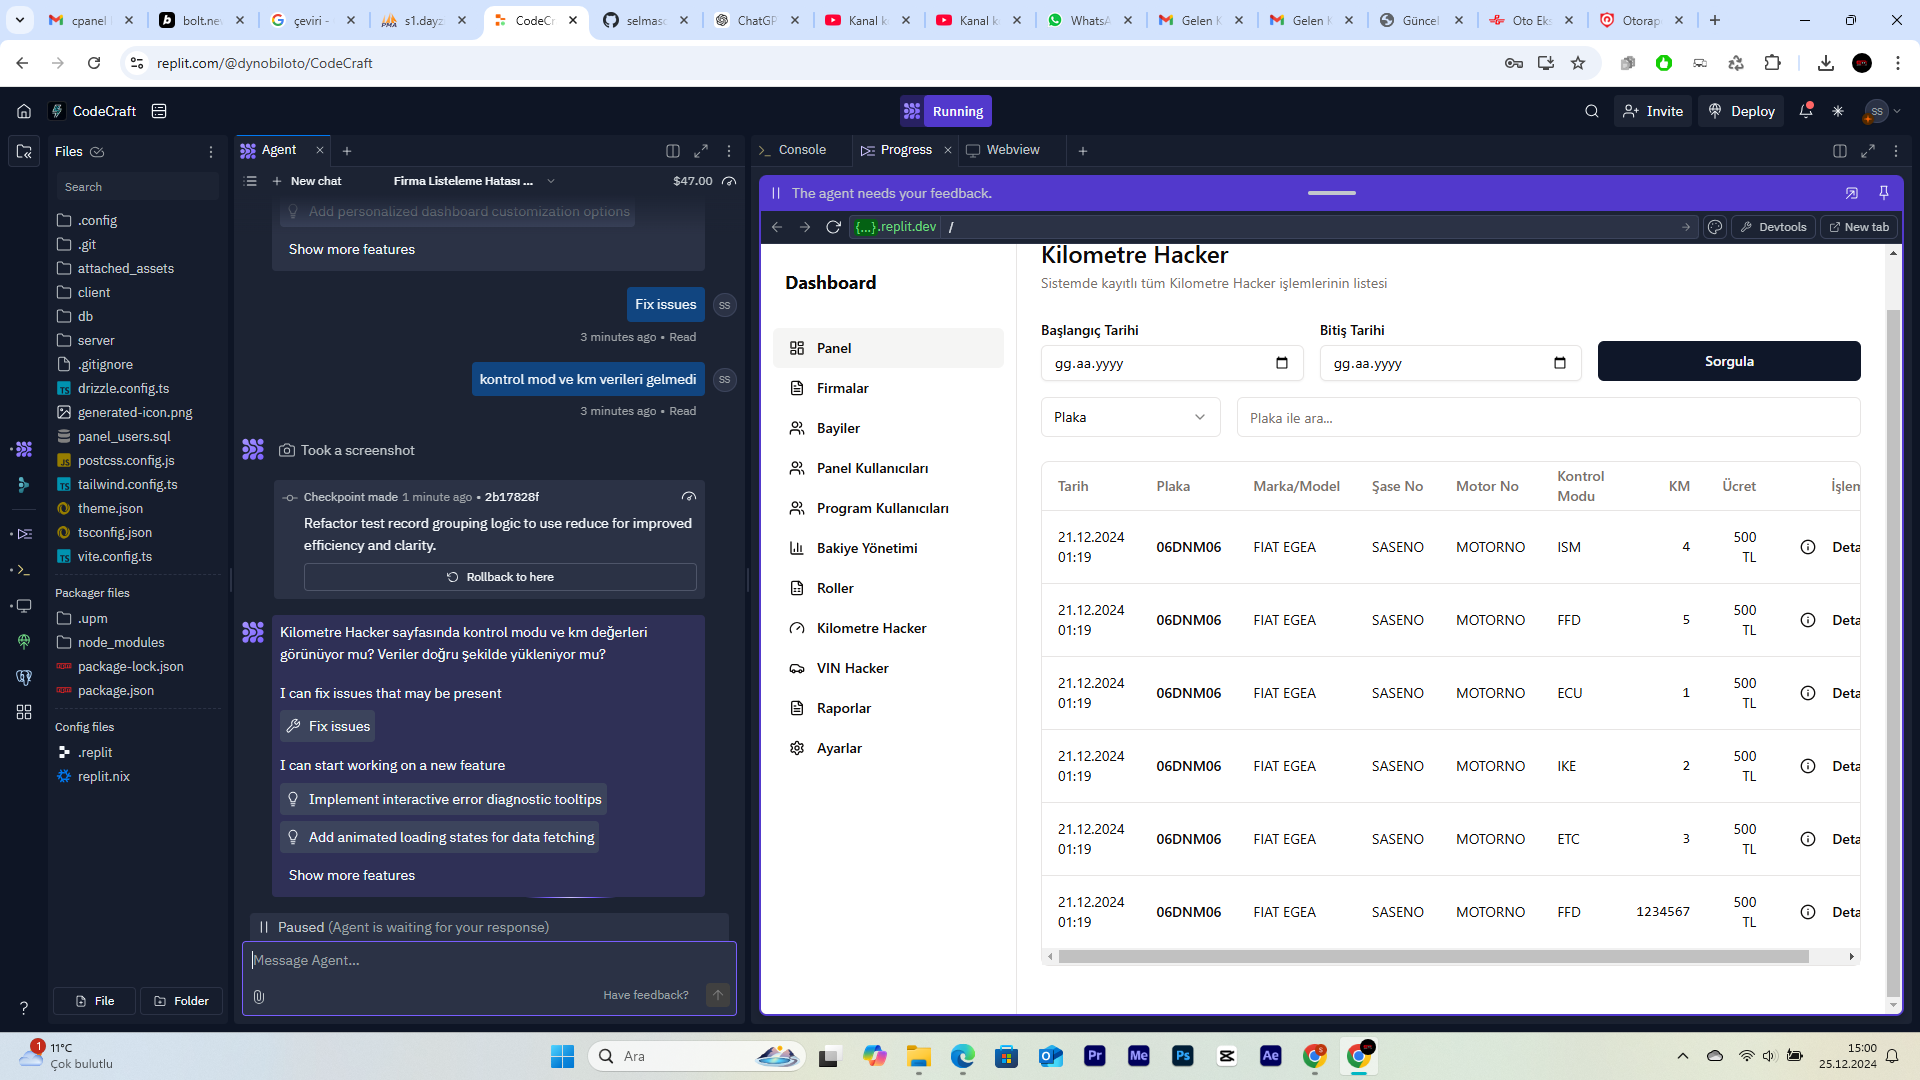 cpanel
bolt.ne
çeviri -
s1.dayz
CodeCr
selmas
ChatGP
Kanal k
Kanal k
WhatsA
Gelen K
Gelen K
Güncel
Oto Eks
Otorap
replit.com/@dynobiloto/CodeCraft
CodeCraft
Running
Invite
Deploy
SS
Files
Search
.config
.git
attached_assets
client
db
server
.gitignore
drizzle.config.ts
generated-icon.png
panel_users.sql
postcss.config.js
tailwind.config.ts
theme.json
tsconfig.json
vite.config.ts
Packager files
.upm
node_modules
package-lock.json
package.json
Config files
.replit
replit.nix
File
Folder
Agent
New chat
Firma Listeleme Hatası ...
$47.00
Add personalized dashboard customization options
Show more features
Fix issues
SS
3 minutes ago • Read
kontrol mod ve km verileri gelmedi
SS
3 minutes ago • Read
Took a screenshot
Checkpoint made 1 minute ago • 2b17828f
Refactor test record grouping logic to use reduce for improved
efficiency and clarity.
Rollback to here
Kilometre Hacker sayfasında kontrol modu ve km değerleri
görünüyor mu? Veriler doğru şekilde yükleniyor mu?
I can fix issues that may be present
Fix issues
I can start working on a new feature
Implement interactive error diagnostic tooltips
Add animated loading states for data fetching
Show more features
Paused (Agent is waiting for your response)
Message Agent...
Have feedback?
Console
Progress
Webview
The agent needs your feedback.
{...}.replit.dev
/
Devtools
New tab
Dashboard
Panel
Firmalar
Bayiler
Panel Kullanıcıları
Program Kullanıcıları
Bakiye Yönetimi
Roller
Kilometre Hacker
VIN Hacker
Raporlar
Ayarlar
Kilometre Hacker
Sistemde kayıtlı tüm Kilometre Hacker işlemlerinin listesi
Başlangıç Tarihi
Bitiş Tarihi
gg.aa.yyyy
gg.aa.yyyy
Sorgula
Plaka
Plaka ile ara...
Tarih Plaka Marka/Model Şase No Motor No Kontrol Modu KM Ücret İşlem
21.12.2024 01:19 06DNM06 FIAT EGEA SASENO MOTORNO ISM 4 500 TL Deta
21.12.2024 01:19 06DNM06 FIAT EGEA SASENO MOTORNO FFD 5 500 TL Deta
21.12.2024 01:19 06DNM06 FIAT EGEA SASENO MOTORNO ECU 1 500 TL Deta
21.12.2024 01:19 06DNM06 FIAT EGEA SASENO MOTORNO IKE 2 500 TL Deta
21.12.2024 01:19 06DNM06 FIAT EGEA SASENO MOTORNO ETC 3 500 TL Deta
21.12.2024 01:19 06DNM06 FIAT EGEA SASENO MOTORNO FFD 1234567 500 TL Deta
1
11°C
Çok bulutlu
Ara
Pr
Me
Ps
Ae
15:00
25.12.2024